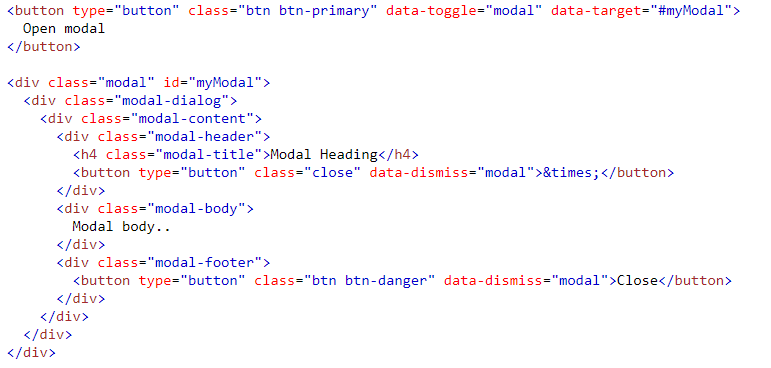 <button type="button" class="btn btn-primary" data-toggle="modal" data-target="#myModal">
  Open modal
</button>

<div class="modal" id="myModal">
  <div class="modal-dialog">
    <div class="modal-content">
      <div class="modal-header">
        <h4 class="modal-title">Modal Heading</h4>
        <button type="button" class="close" data-dismiss="modal">&times;</button>
      </div>
      <div class="modal-body">
        Modal body..
      </div>
      <div class="modal-footer">
        <button type="button" class="btn btn-danger" data-dismiss="modal">Close</button>
      </div>
    </div>
  </div>
</div>